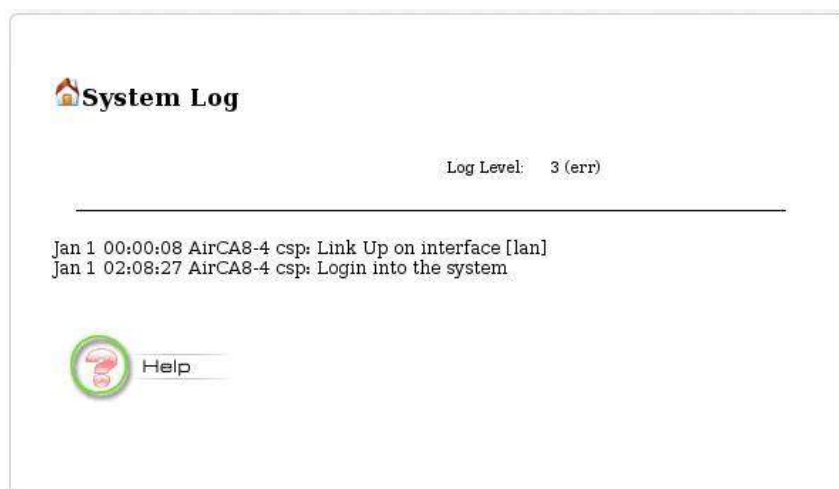 System Log
Log Level: 3 (err)
Jan 1 00:00:08 AirCA8-4 csp: Link Up on interface [lan]
Jan 1 02:08:27 AirCA8-4 csp: Login into the system
Help